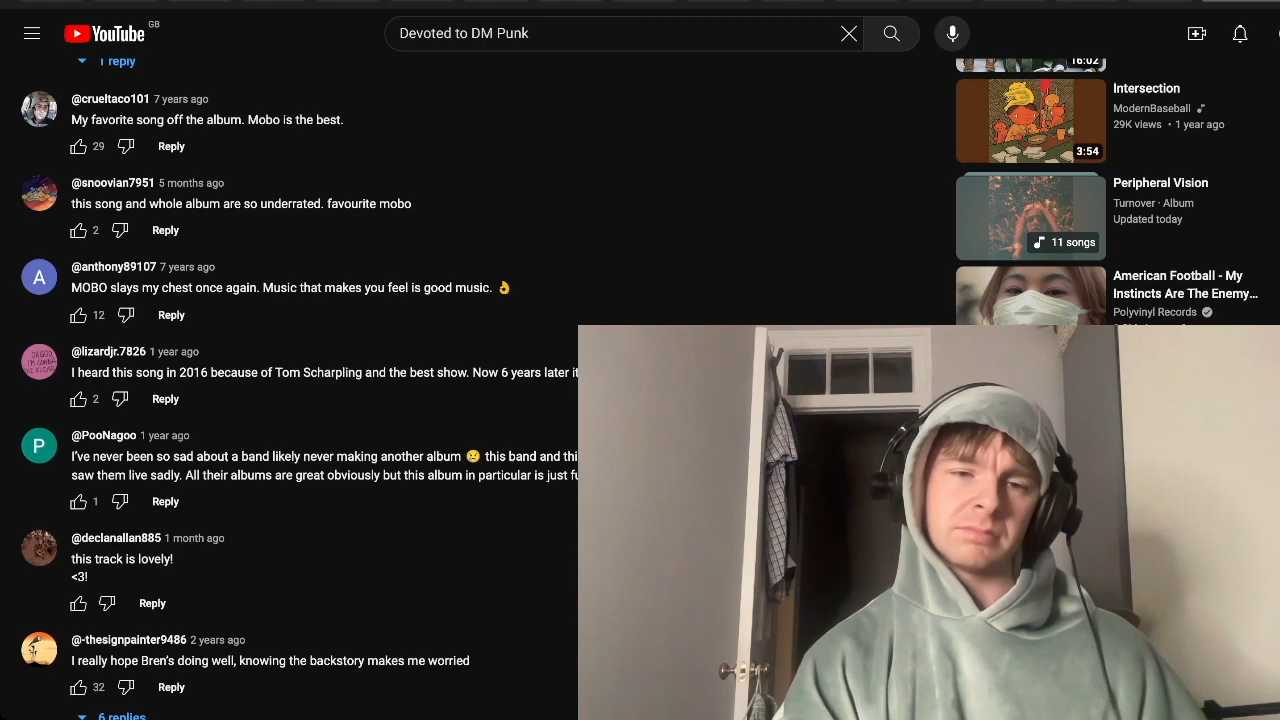 YouTube GB
Devoted to DM Punk
1 reply
@crueltaco101 7 years ago
My favorite song off the album. Mobo is the best.
29 Reply
@snoovian7951 5 months ago
this song and whole album are so underrated. favourite mobo
2 Reply
A
@anthony89107 7 years ago
MOBO slays my chest once again. Music that makes you feel is good music. 👌
12 Reply
@lizardjr.7826 1 year ago
I heard this song in 2016 because of Tom Scharpling and the best show. Now 6 years later it
2 Reply
P
@PooNagoo 1 year ago
I've never been so sad about a band likely never making another album 😢 this band and thi
saw them live sadly. All their albums are great obviously but this album in particular is just fu
1 Reply
@declanallan885 1 month ago
this track is lovely!
<3!
Reply
@-thesignpainter9486 2 years ago
I really hope Bren's doing well, knowing the backstory makes me worried
32 Reply
6 replies
16:02
Intersection
ModernBaseball
29K views • 1 year ago
3:54
Peripheral Vision
Turnover · Album
Updated today
11 songs
American Football - My
Instincts Are The Enemy...
Polyvinyl Records